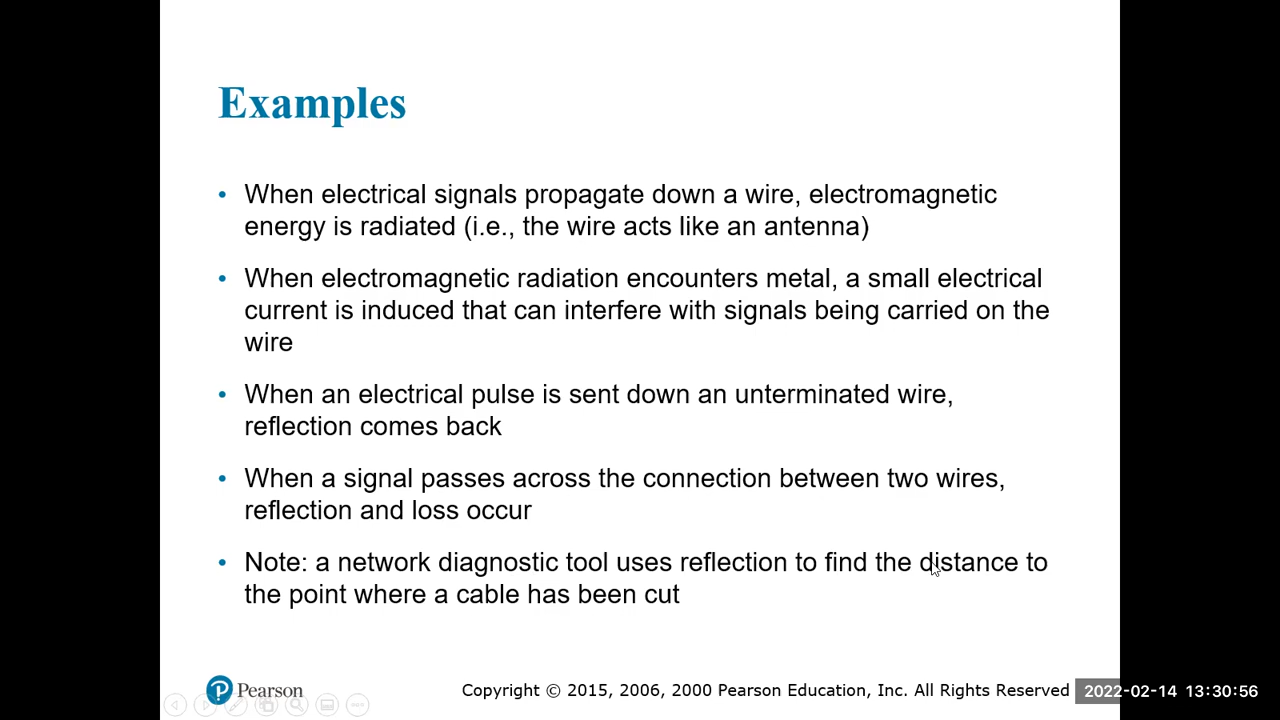 Examples
• When electrical signals propagate down a wire, electromagnetic
energy is radiated (i.e., the wire acts like an antenna)
• When electromagnetic radiation encounters metal, a small electrical
current is induced that can interfere with signals being carried on the
wire
• When an electrical pulse is sent down an unterminated wire,
reflection comes back
• When a signal passes across the connection between two wires,
reflection and loss occur
• Note: a network diagnostic tool uses reflection to find the distance to
the point where a cable has been cut
Pearson
Copyright © 2015, 2006, 2000 Pearson Education, Inc. All Rights Reserved
2022-02-14 13:30:56